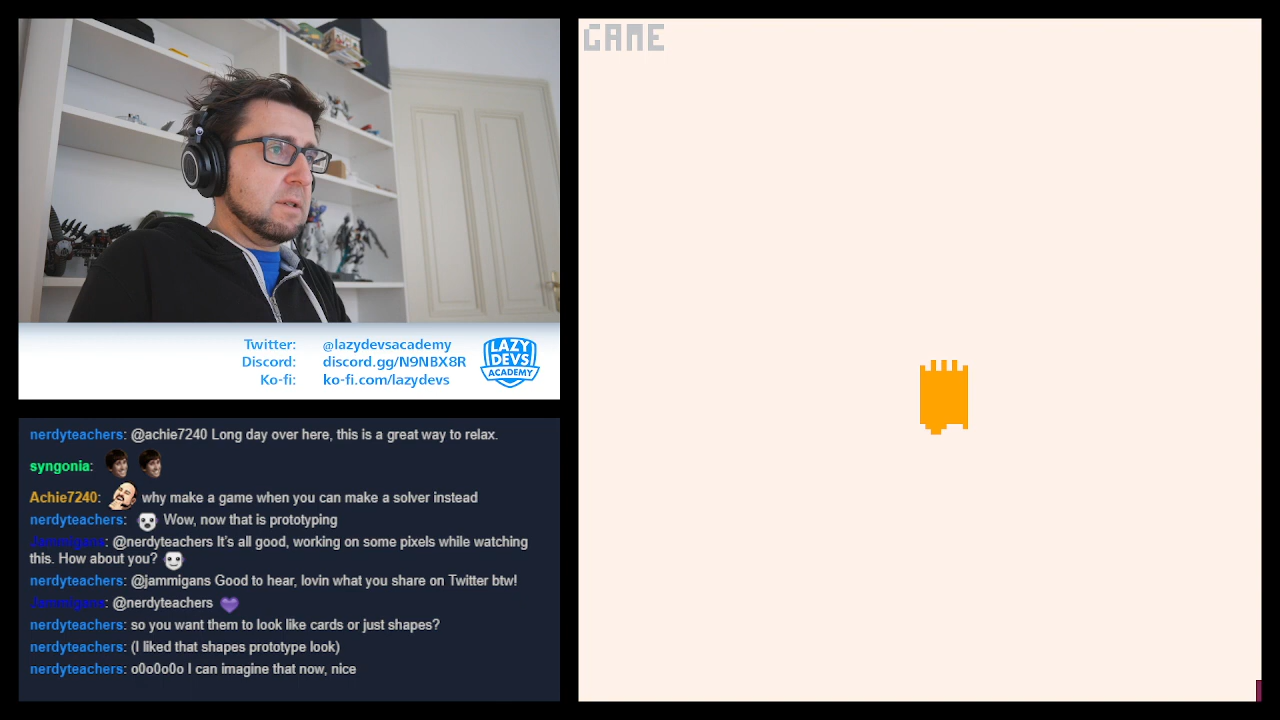 GAME
Twitter: @lazydevsacademy
Discord: discord.gg/N9NBX8R
Ko-fi: ko-fi.com/lazydevs
LAZY
DEVS
ACADEMY
nerdyteachers: @achie7240 Long day over here, this is a great way to relax.
syngonia:
Achie7240: why make a game when you can make a solver instead
nerdyteachers: Wow, now that is prototyping
Jammigans: @nerdyteachers It's all good, working on some pixels while watching
this. How about you?
nerdyteachers: @jammigans Good to hear, lovin what you share on Twitter btw!
Jammigans: @nerdyteachers
nerdyteachers: so you want them to look like cards or just shapes?
nerdyteachers: (I liked that shapes prototype look)
nerdyteachers: o0o0o0o I can imagine that now, nice